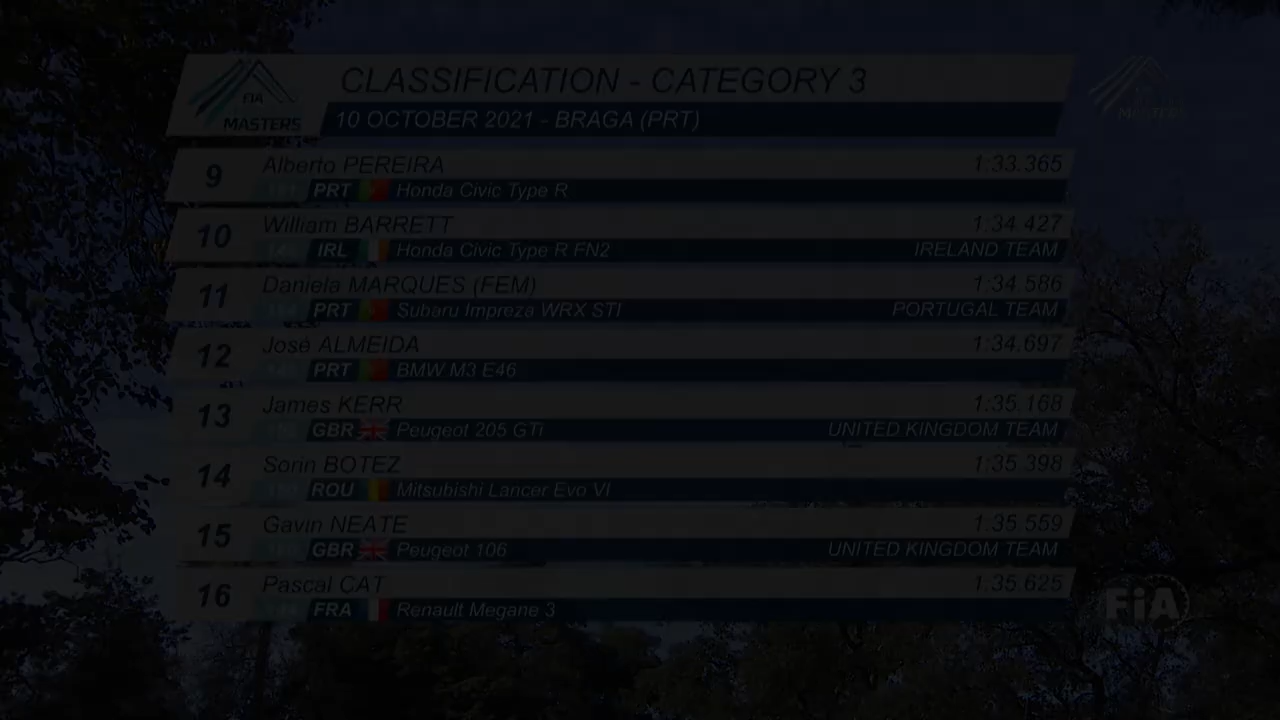 FIA
MASTERS
CLASSIFICATION - CATEGORY 3
10 OCTOBER 2021 - BRAGA (PRT)
MASTERS
9
Alberto PEREIRA
1:33.365
PRT
Honda Civic Type R
10
William BARRETT
1:34.427
IRL
Honda Civic Type R FN2
IRELAND TEAM
11
Daniela MARQUES (FEM)
1:34.586
PRT
Subaru Impreza WRX STI
PORTUGAL TEAM
12
José ALMEIDA
1:34.697
PRT
BMW M3 E46
13
James KERR
1:35.168
GBR
Peugeot 205 GTi
UNITED KINGDOM TEAM
14
Sorin BOTEZ
1:35.398
ROU
Mitsubishi Lancer Evo VI
15
Gavin NEATE
1:35.559
GBR
Peugeot 106
UNITED KINGDOM TEAM
16
Pascal CAT
1:35.625
FRA
Renault Megane 3
FiA